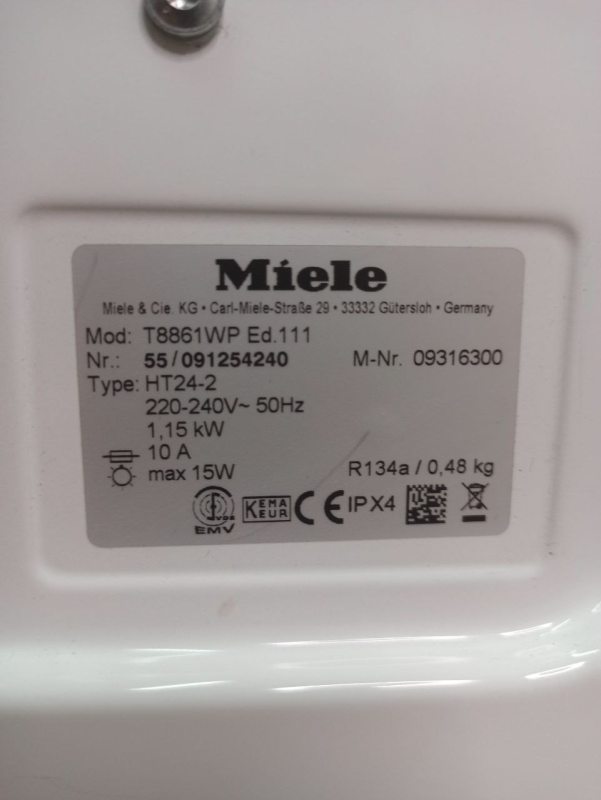 Miele
Miele & Cie. KG • Carl-Miele-Straße 29 • 33332 Gütersloh • Germany
Mod: T8861WP Ed.111
Nr.: 55/091254240 M-Nr. 09316300
Type: HT24-2
220-240V~ 50Hz
1,15 kW
10 A
max 15W R134a / 0,48 kg
VDE
EMV
KEMA
KEUR
CE IPX4